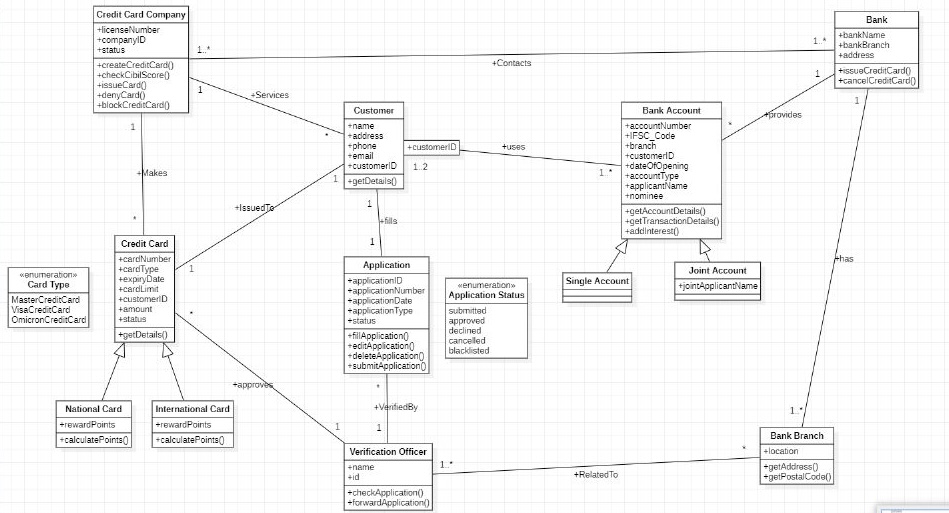 Credit Card Company
+licenseNumber
+companyID
+status
+createCreditCard()
+checkCibilScore()
+issueCard()
+denyCard()
+blockCreditCard()
1..*
+Contacts
1..*
Bank
+bankName
+bankBranch
+address
+issueCreditCard()
+cancelCreditCard()
1
+Services
*
Customer
+name
+address
+phone
+email
+customerID
+getDetails()
+customerID
1..2
+uses
1..*
Bank Account
+accountNumber
+IFSC_Code
+branch
+customerID
+dateOfOpening
+accountType
+applicantName
+nominee
+getAccountDetails()
+getTransactionDetails()
+addInterest()
1
+provides
*
1
+Makes
*
1
+IssuedTo
1
1
+fills
1
1
+has
1..*
Credit Card
+cardNumber
+cardType
+expiryDate
+cardLimit
+customerID
+amount
+status
+getDetails()
«enumeration»
Card Type
MasterCreditCard
VisaCreditCard
OmicronCreditCard
Application
+applicationID
+applicationNumber
+applicationDate
+applicationType
+status
+fillApplication()
+editApplication()
+deleteApplication()
+submitApplication()
«enumeration»
Application Status
submitted
approved
declined
cancelled
blacklisted
Single Account
Joint Account
+jointApplicantName
*
+approves
1
*
+VerifiedBy
1
National Card
+rewardPoints
+calculatePoints()
International Card
+rewardPoints
+calculatePoints()
Verification Officer
+name
+id
+checkApplication()
+forwardApplication()
1..*
+RelatedTo
*
Bank Branch
+location
+getAddress()
+getPostalCode()